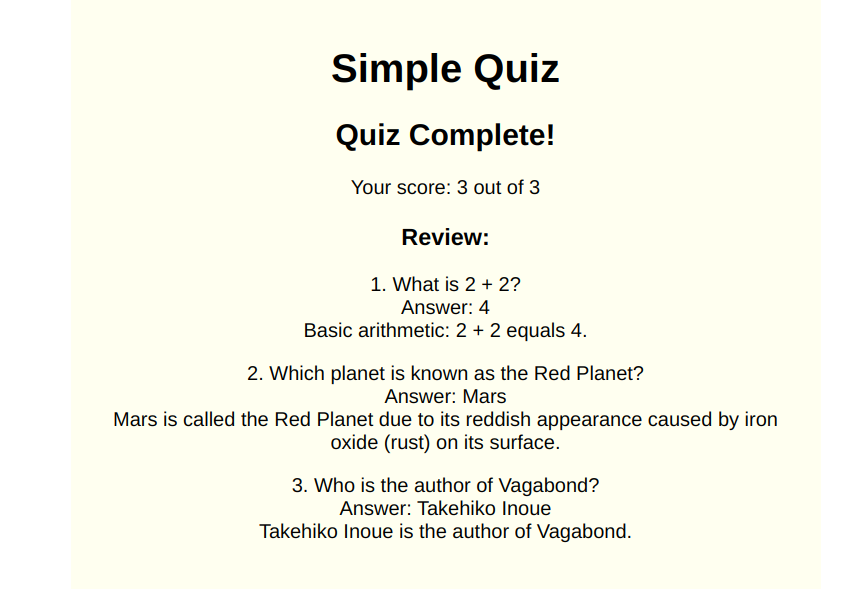 Simple Quiz
Quiz Complete!
Your score: 3 out of 3
Review:
1. What is 2 + 2?
Answer: 4
Basic arithmetic: 2 + 2 equals 4.
2. Which planet is known as the Red Planet?
Answer: Mars
Mars is called the Red Planet due to its reddish appearance caused by iron
oxide (rust) on its surface.
3. Who is the author of Vagabond?
Answer: Takehiko Inoue
Takehiko Inoue is the author of Vagabond.